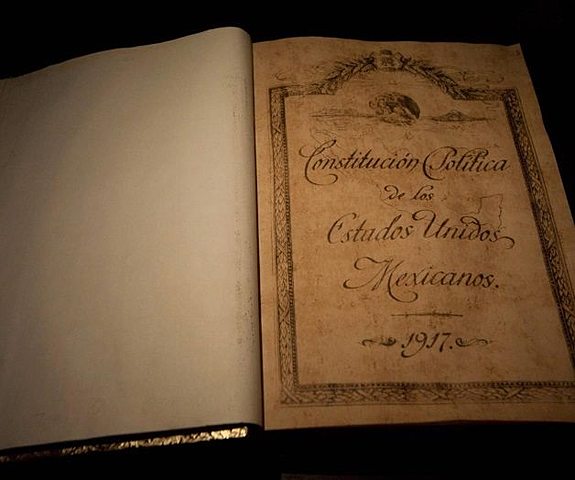 Constitución Política
de los
Estados Unidos
Mexicanos.
1917.